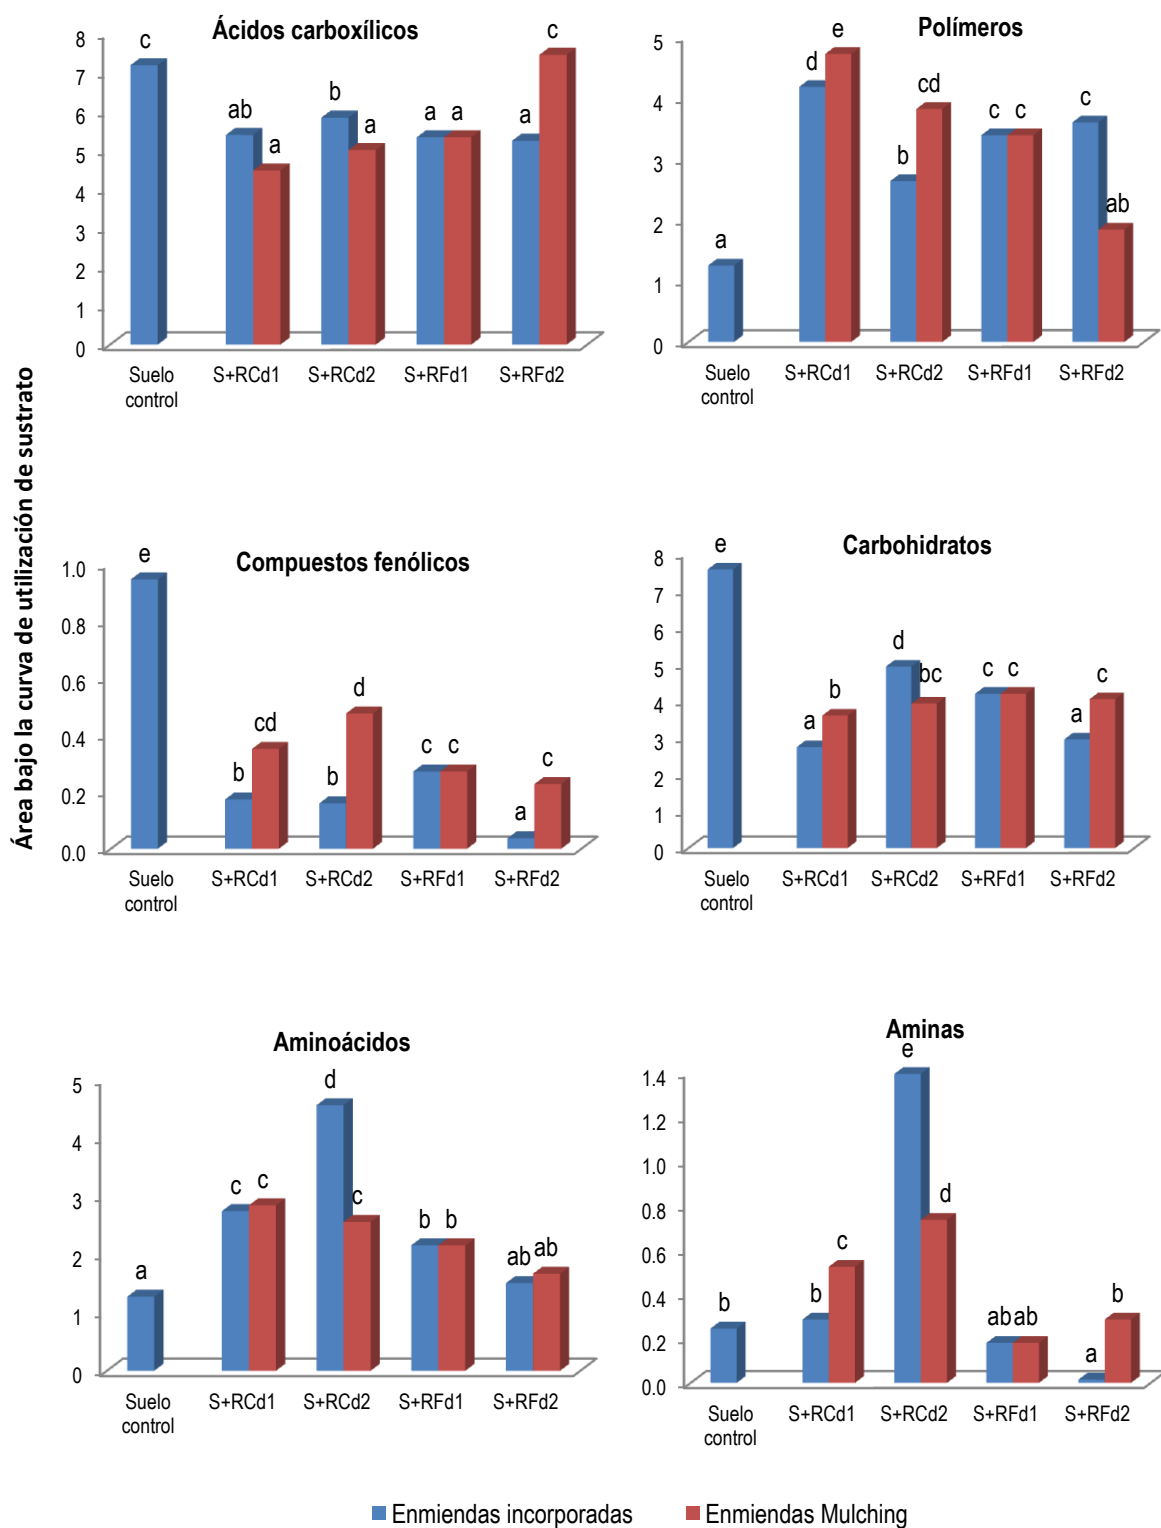 Área bajo la curva de utilización de sustrato
Ácidos carboxílicos
8
7
6
5
4
3
2
1
0
c
ab
a
b
a
a a
a
c
Suelo control
S+RCd1 S+RCd2 S+RFd1 S+RFd2
Polímeros
5
4
3
2
1
0
a
d
e
b
cd
c c
c
ab
Suelo control
S+RCd1 S+RCd2 S+RFd1 S+RFd2
Compuestos fenólicos
1.0
0.8
0.6
0.4
0.2
0.0
e
b
cd
b
d
c c
a
c
Suelo control
S+RCd1 S+RCd2 S+RFd1 S+RFd2
Carbohidratos
8
7
6
5
4
3
2
1
0
e
a
b
d
bc
c c
a
c
Suelo control
S+RCd1 S+RCd2 S+RFd1 S+RFd2
Aminoácidos
5
4
3
2
1
0
a
c c
d
c
b b
ab ab
Suelo control
S+RCd1 S+RCd2 S+RFd1 S+RFd2
Aminas
1.4
1.2
1.0
0.8
0.6
0.4
0.2
0.0
b
b
c
e
d
ab ab
a
b
Suelo control
S+RCd1 S+RCd2 S+RFd1 S+RFd2
Enmiendas incorporadas Enmiendas Mulching